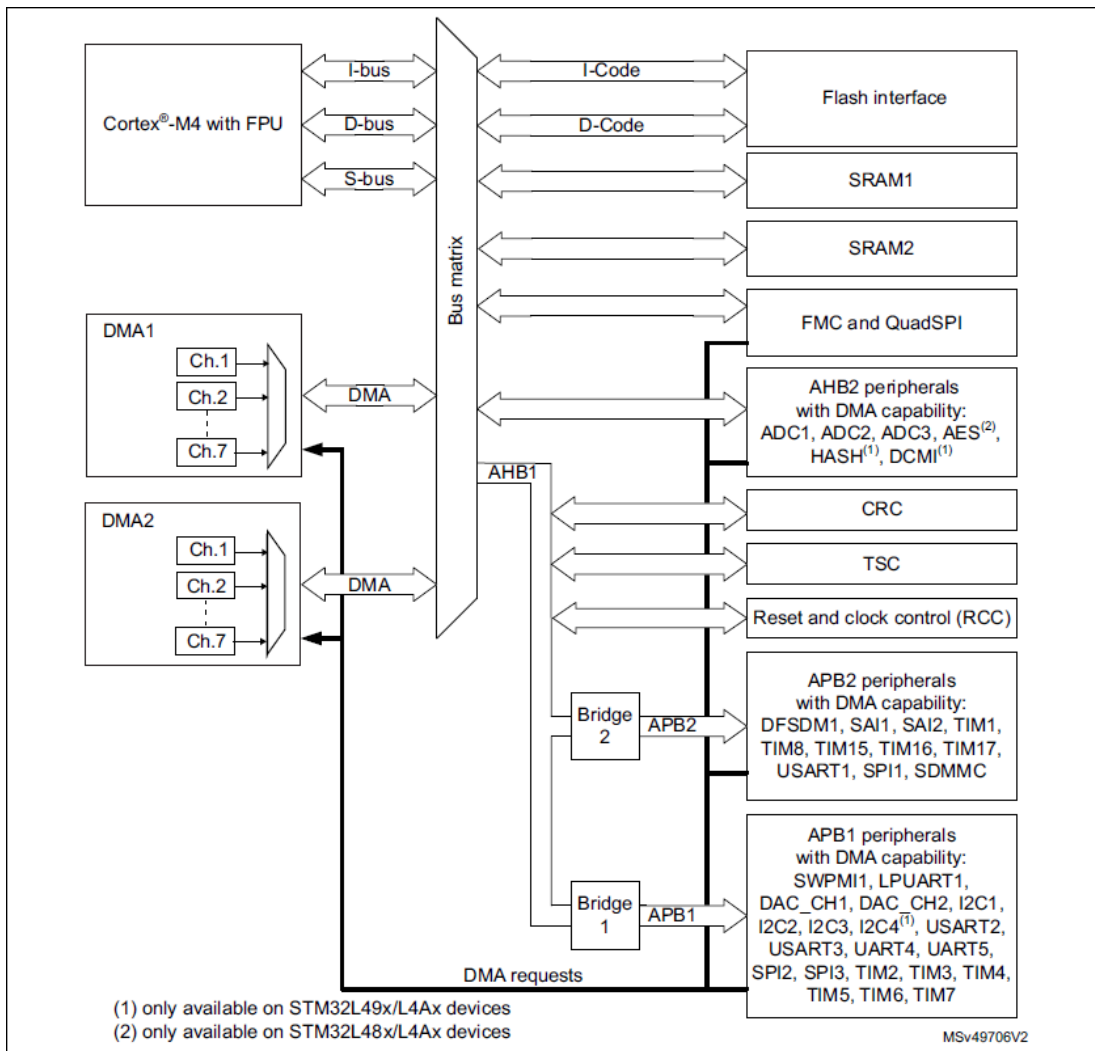 Cortex®-M4 with FPU
I-bus
D-bus
S-bus
Bus matrix
I-Code
D-Code
Flash interface
SRAM1
SRAM2
FMC and QuadSPI
DMA1
Ch.1
Ch.2
Ch.7
DMA
DMA2
Ch.1
Ch.2
Ch.7
DMA
AHB1
AHB2 peripherals
with DMA capability:
ADC1, ADC2, ADC3, AES(2),
HASH(1), DCMI(1)
CRC
TSC
Reset and clock control (RCC)
Bridge
2
APB2
APB2 peripherals
with DMA capability:
DFSDM1, SAI1, SAI2, TIM1,
TIM8, TIM15, TIM16, TIM17,
USART1, SPI1, SDMMC
Bridge
1
APB1
APB1 peripherals
with DMA capability:
SWPMI1, LPUART1,
DAC_CH1, DAC_CH2, I2C1,
I2C2, I2C3, I2C4(1), USART2,
USART3, UART4, UART5,
SPI2, SPI3, TIM2, TIM3, TIM4,
TIM5, TIM6, TIM7
DMA requests
(1) only available on STM32L49x/L4Ax devices
(2) only available on STM32L48x/L4Ax devices
MSv49706V2